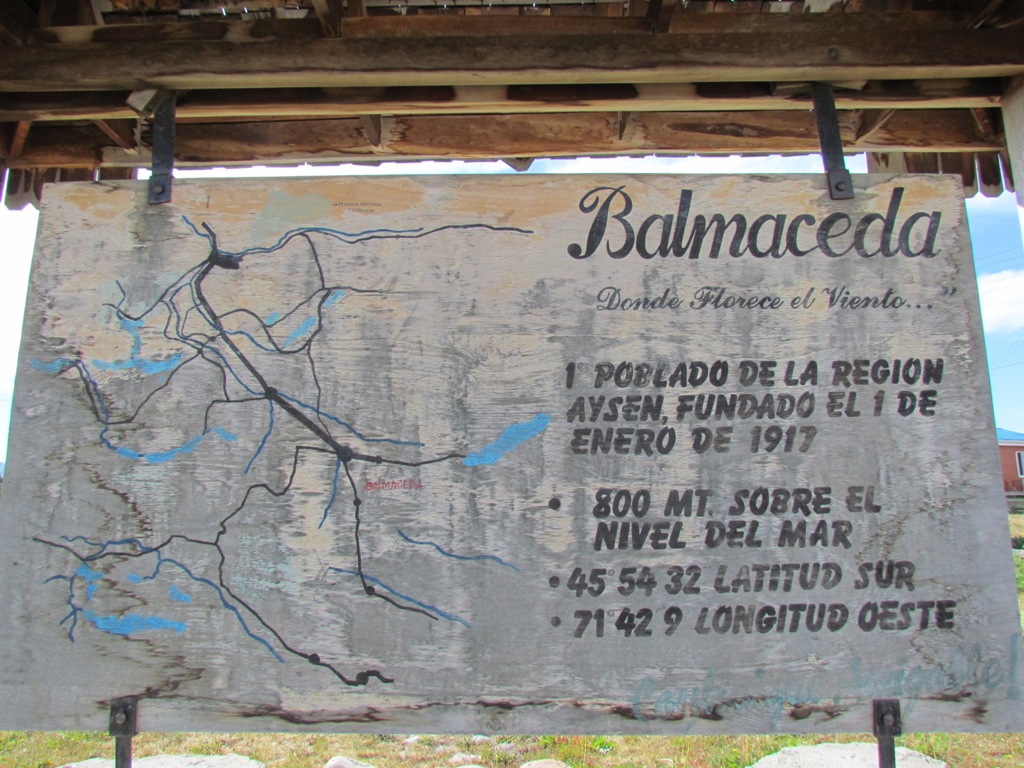 Balmaceda
Donde Florece el Viento..."
1° POBLADO DE LA REGION
AYSEN, FUNDADO EL 1 DE
ENERO DE 1917
• 800 MT. SOBRE EL
NIVEL DEL MAR
• 45° 54 32 LATITUD SUR
• 71° 42 9 LONGITUD OESTE
BALMACEDA